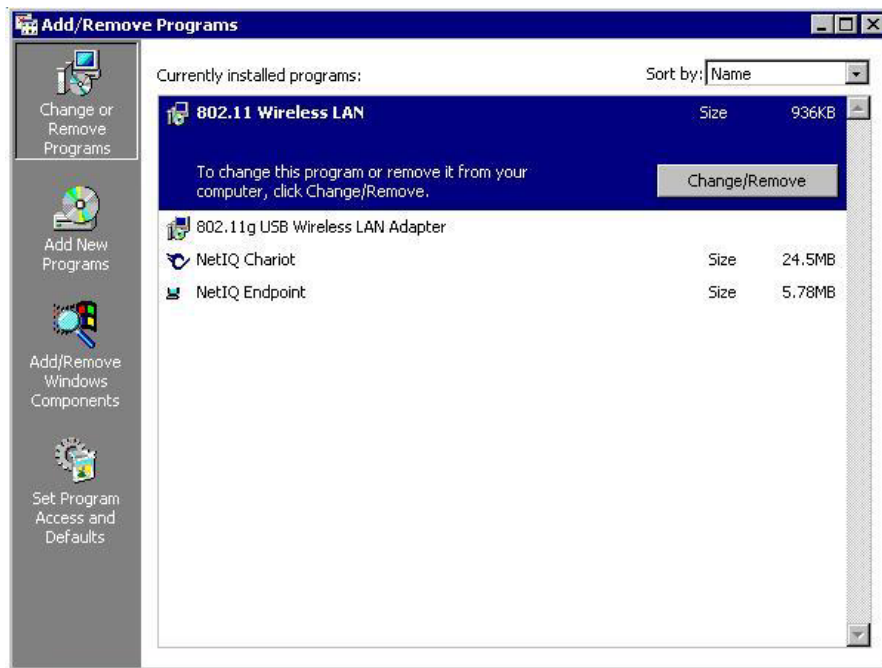 Add/Remove Programs
Change or
Remove
Programs
Add New
Programs
Add/Remove
Windows
Components
Set Program
Access and
Defaults
Currently installed programs:
Sort by: Name
802.11 Wireless LAN Size 936KB
To change this program or remove it from your
computer, click Change/Remove.
Change/Remove
802.11g USB Wireless LAN Adapter
NetIQ Chariot Size 24.5MB
NetIQ Endpoint Size 5.78MB